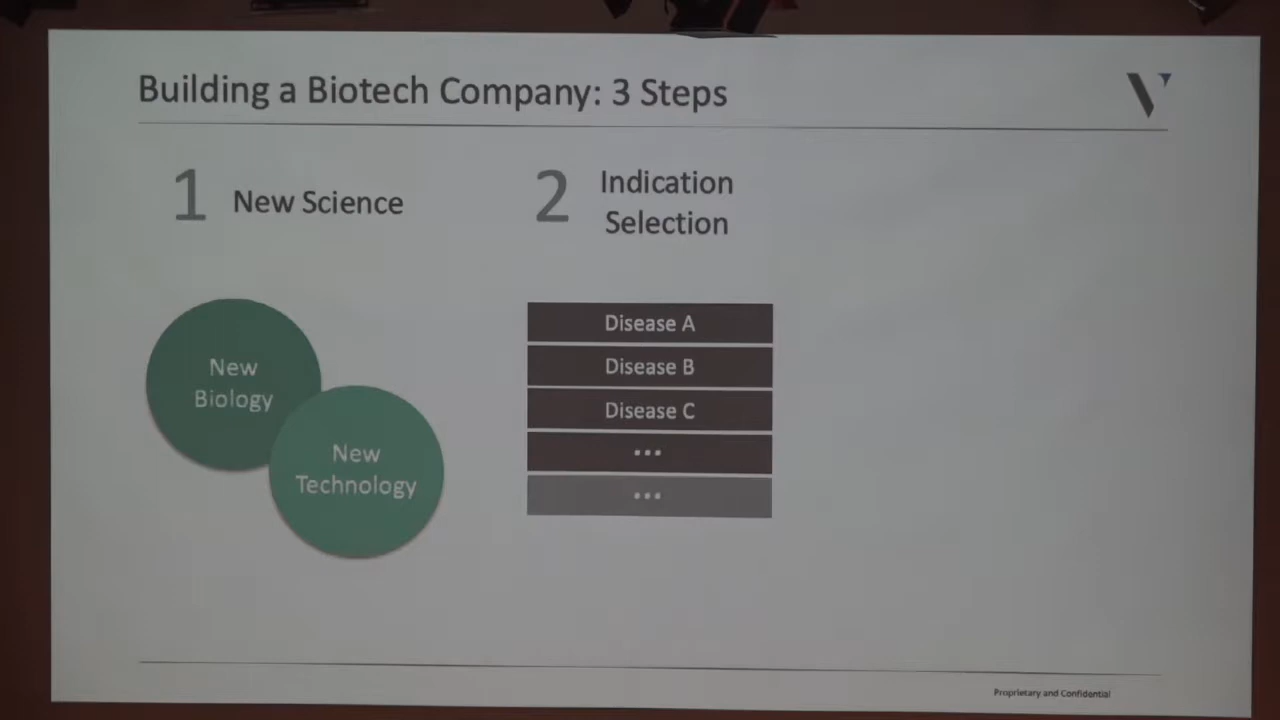 Building a Biotech Company: 3 Steps
1 New Science
2 Indication
Selection
New
Biology
New
Technology
Disease A
Disease B
Disease C
...
...
Proprietary and Confidential